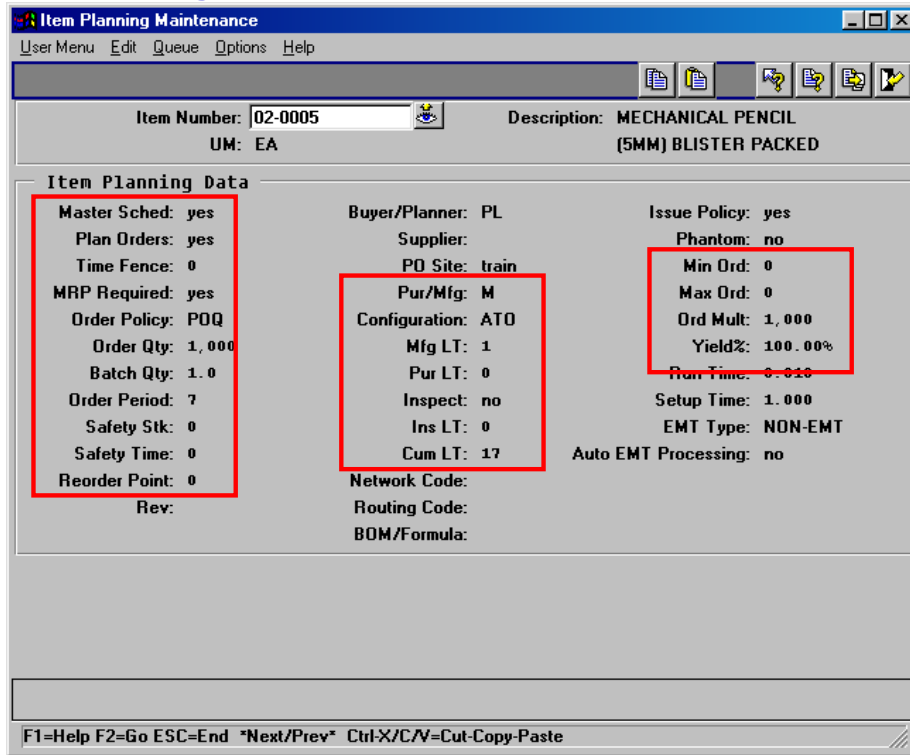 Item Planning Maintenance
User Menu Edit Queue Options Help
Item Number: 02-0005 Description: MECHANICAL PENCIL
UM: EA (5MM) BLISTER PACKED
Item Planning Data
Master Sched: yes Buyer/Planner: PL Issue Policy: yes
Plan Orders: yes Supplier: Phantom: no
Time Fence: 0 PO Site: train Min Ord: 0
MRP Required: yes Pur/Mfg: M Max Ord: 0
Order Policy: POQ Configuration: ATO Ord Mult: 1,000
Order Qty: 1,000 Mfg LT: 1 Yield%: 100.00%
Batch Qty: 1.0 Pur LT: 0 Run Time: 0.010
Order Period: 7 Inspect: no Setup Time: 1.000
Safety Stk: 0 Ins LT: 0 EMT Type: NON-EMT
Safety Time: 0 Cum LT: 17 Auto EMT Processing: no
Reorder Point: 0 Network Code:
Rev: Routing Code:
BOM/Formula:
F1=Help F2=Go ESC=End *Next/Prev* Ctrl-X/C/V=Cut-Copy-Paste